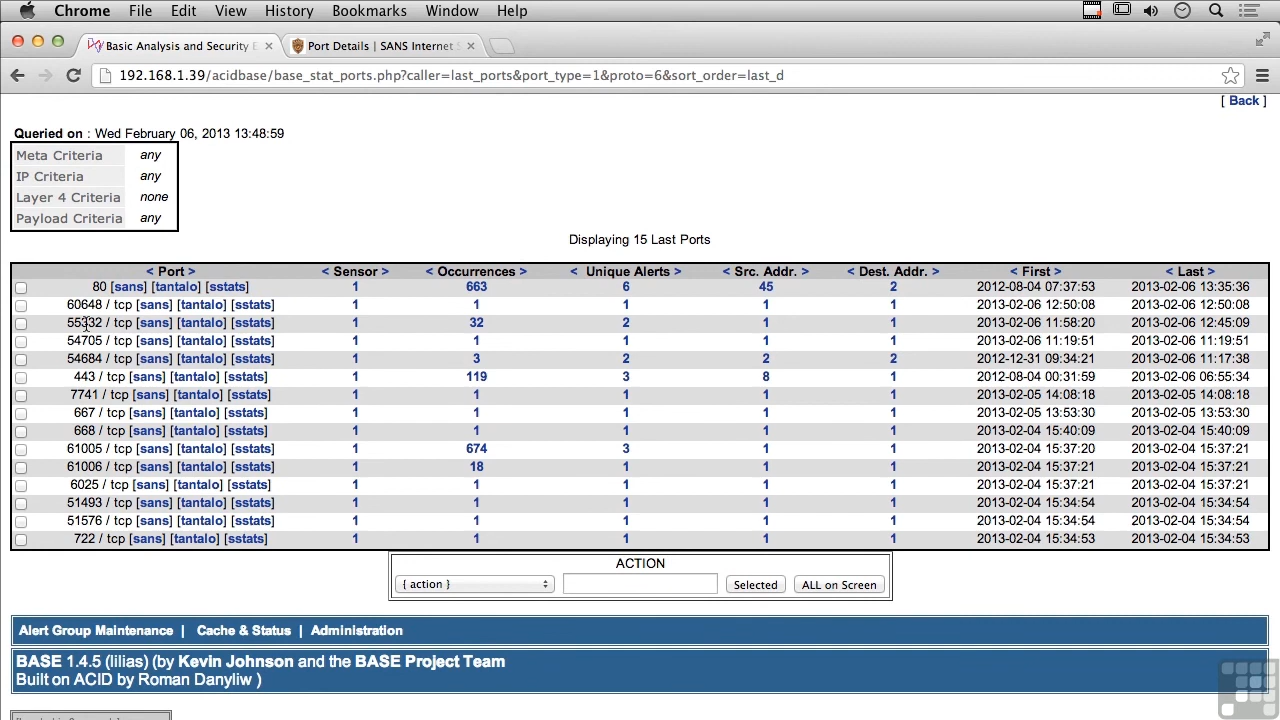 Chrome File Edit View History Bookmarks Window Help
Basic Analysis and Security E × Port Details | SANS Internet S ×
192.168.1.39/acidbase/base_stat_ports.php?caller=last_ports&port_type=1&proto=6&sort_order=last_d
[ Back ]
Queried on : Wed February 06, 2013 13:48:59
Meta Criteria any
IP Criteria any
Layer 4 Criteria none
Payload Criteria any
Displaying 15 Last Ports
< Port > < Sensor > < Occurrences > < Unique Alerts > < Src. Addr. > < Dest. Addr. > < First > < Last >
80 [sans] [tantalo] [sstats] 1 663 6 45 2 2012-08-04 07:37:53 2013-02-06 13:35:36
60648 / tcp [sans] [tantalo] [sstats] 1 1 1 1 1 2013-02-06 12:50:08 2013-02-06 12:50:08
55332 / tcp [sans] [tantalo] [sstats] 1 32 2 1 1 2013-02-06 11:58:20 2013-02-06 12:45:09
54705 / tcp [sans] [tantalo] [sstats] 1 1 1 1 1 2013-02-06 11:19:51 2013-02-06 11:19:51
54684 / tcp [sans] [tantalo] [sstats] 1 3 2 2 2 2012-12-31 09:34:21 2013-02-06 11:17:38
443 / tcp [sans] [tantalo] [sstats] 1 119 3 8 1 2012-08-04 00:31:59 2013-02-06 06:55:34
7741 / tcp [sans] [tantalo] [sstats] 1 1 1 1 1 2013-02-05 14:08:18 2013-02-05 14:08:18
667 / tcp [sans] [tantalo] [sstats] 1 1 1 1 1 2013-02-05 13:53:30 2013-02-05 13:53:30
668 / tcp [sans] [tantalo] [sstats] 1 1 1 1 1 2013-02-04 15:40:09 2013-02-04 15:40:09
61005 / tcp [sans] [tantalo] [sstats] 1 674 3 1 1 2013-02-04 15:37:20 2013-02-04 15:37:21
61006 / tcp [sans] [tantalo] [sstats] 1 18 1 1 1 2013-02-04 15:37:21 2013-02-04 15:37:21
6025 / tcp [sans] [tantalo] [sstats] 1 1 1 1 1 2013-02-04 15:37:21 2013-02-04 15:37:21
51493 / tcp [sans] [tantalo] [sstats] 1 1 1 1 1 2013-02-04 15:34:54 2013-02-04 15:34:54
51576 / tcp [sans] [tantalo] [sstats] 1 1 1 1 1 2013-02-04 15:34:54 2013-02-04 15:34:54
722 / tcp [sans] [tantalo] [sstats] 1 1 1 1 1 2013-02-04 15:34:53 2013-02-04 15:34:53
ACTION
{ action } Selected ALL on Screen
Alert Group Maintenance | Cache & Status | Administration
BASE 1.4.5 (lilias) (by Kevin Johnson and the BASE Project Team
Built on ACID by Roman Danyliw )